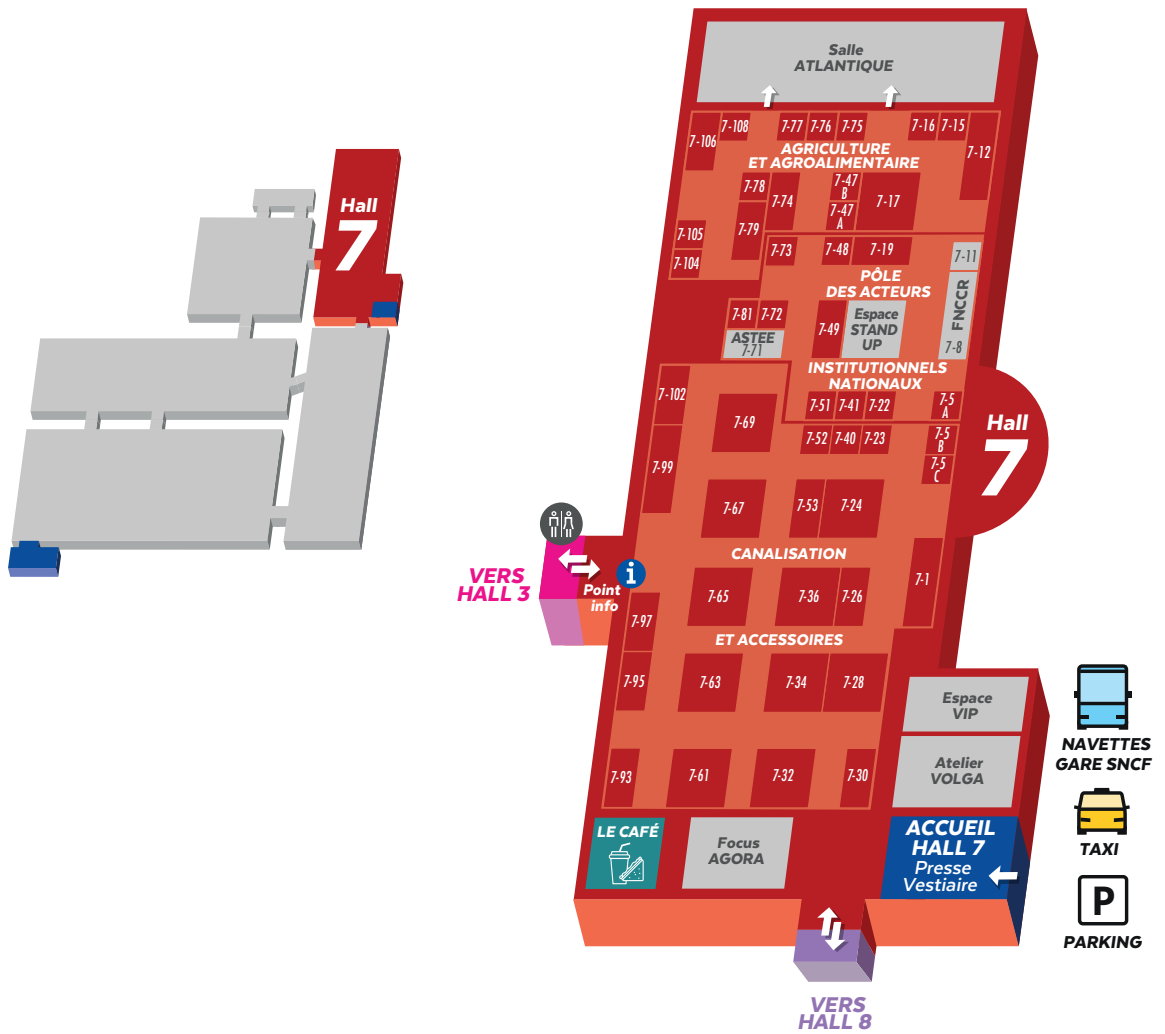 Hall
7
Salle
ATLANTIQUE
7-106
7-108
7-77
7-76
7-75
7-16
7-15
7-12
AGRICULTURE
ET AGROALIMENTAIRE
7-78
7-74
7-47
B
7-17
7-79
7-47
A
7-105
7-104
7-73
7-48
7-19
7-11
PÔLE
DES ACTEURS
7-81
7-72
7-49
Espace
STAND
UP
FNCCR
7-8
ASTEE
7-71
INSTITUTIONNELS
NATIONAUX
7-102
7-69
7-51
7-41
7-22
7-5
A
7-52
7-40
7-23
7-5
B
7-5
C
Hall
7
7-99
7-67
7-53
7-24
CANALISATION
VERS
HALL 3
Point
info
i
7-97
7-65
7-36
7-26
7-1
ET ACCESSOIRES
7-95
7-63
7-34
7-28
Espace
VIP
7-93
7-61
7-32
7-30
Atelier
VOLGA
NAVETTES
GARE SNCF
TAXI
LE CAFÉ
Focus
AGORA
ACCUEIL
HALL 7
Presse
Vestiaire
P
PARKING
VERS
HALL 8